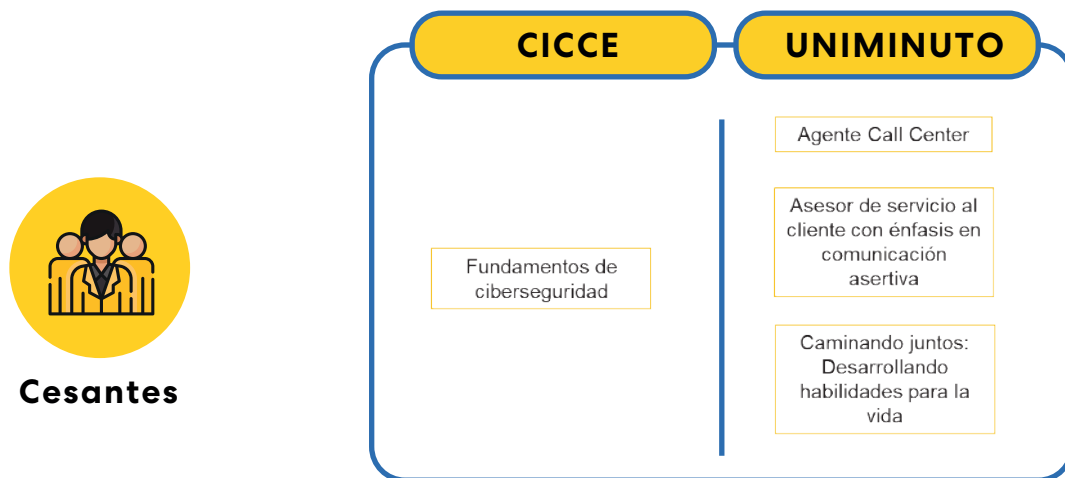 CICCE
UNIMINUTO
Fundamentos de
ciberseguridad
Agente Call Center
Asesor de servicio al
cliente con énfasis en
comunicación
asertiva
Caminando juntos:
Desarrollando
habilidades para la
vida
Cesantes